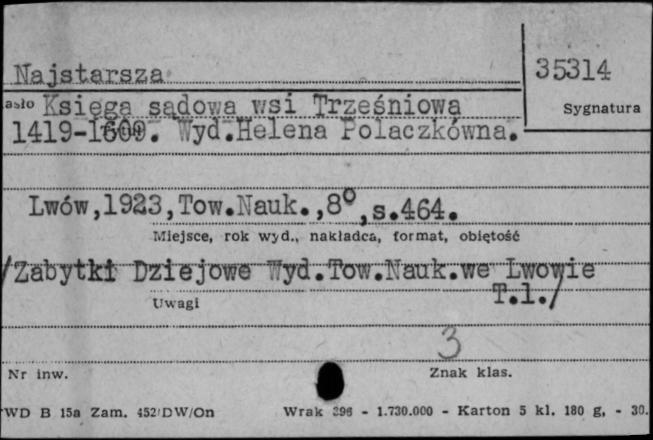 Najstarsza
35314
asło Księga sądowa wsi Trześniowa
Sygnatura
1419-1609. Wyd.Helena Polaczkówna.
Lwów,1923,Tow.Nauk.,8°,s.464.
Miejsce, rok wyd., nakładca, format, objętość
/Zabytki Dziejowe Wyd.Tow.Nauk.we Lwowie
T.1./
Uwagi
3
Nr inw.
Znak klas.
WD B 15a Zam. 452/DW/On Wrak 396 - 1.730.000 - Karton 5 kl. 180 g, - 30.